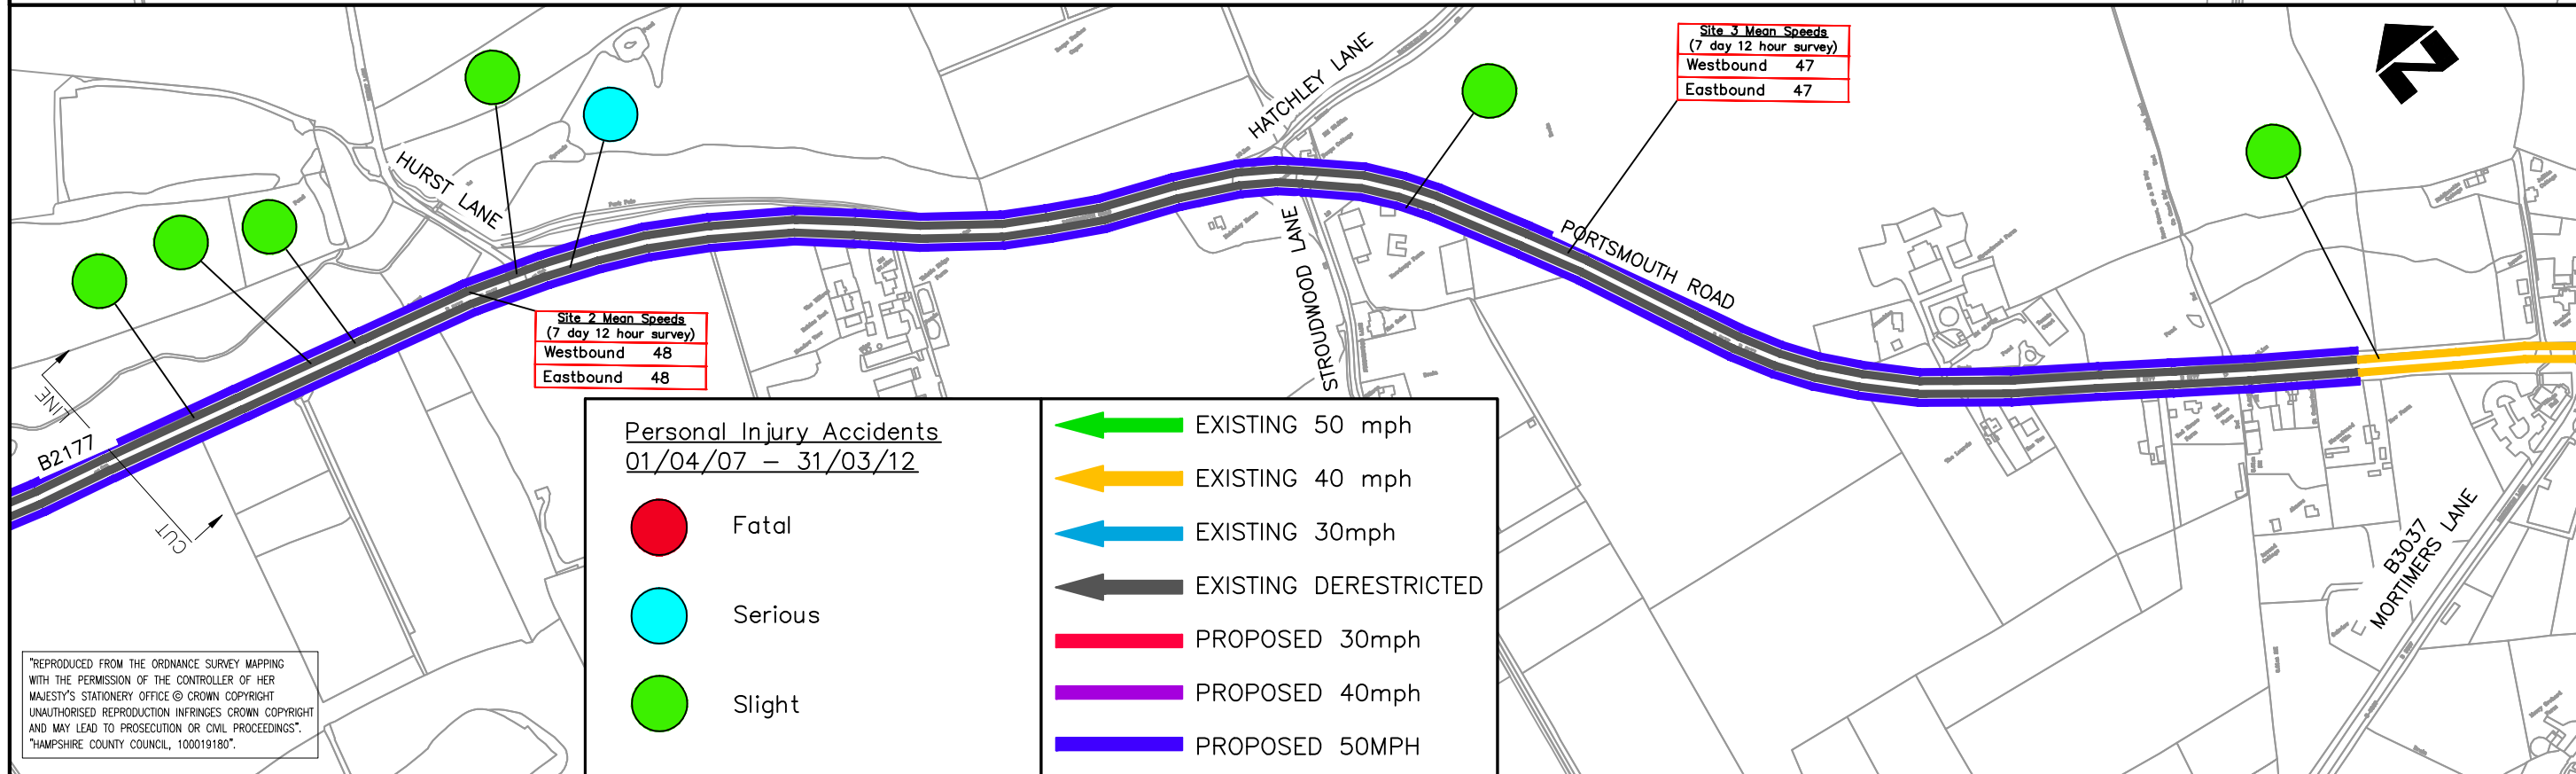 HURST LANE
HATCHLEY LANE
Site 3 Mean Speeds
(7 day 12 hour survey)
Westbound 47
Eastbound 47
STROUDWOOD LANE
PORTSMOUTH ROAD
Site 2 Mean Speeds
(7 day 12 hour survey)
Westbound 48
Eastbound 48
LINE
B2177
CUT
Personal Injury Accidents
01/04/07 – 31/03/12
Fatal
Serious
Slight
EXISTING 50 mph
EXISTING 40 mph
EXISTING 30mph
EXISTING DERESTRICTED
PROPOSED 30mph
PROPOSED 40mph
PROPOSED 50MPH
B3037
MORTIMERS LANE
"REPRODUCED FROM THE ORDNANCE SURVEY MAPPING
WITH THE PERMISSION OF THE CONTROLLER OF HER
MAJESTY'S STATIONERY OFFICE © CROWN COPYRIGHT
UNAUTHORISED REPRODUCTION INFRINGES CROWN COPYRIGHT
AND MAY LEAD TO PROSECUTION OR CIVIL PROCEEDINGS".
"HAMPSHIRE COUNTY COUNCIL, 100019180".